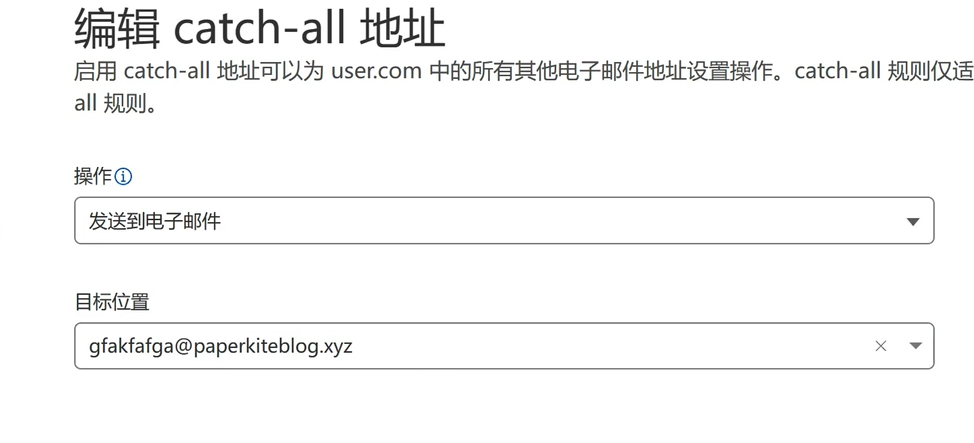 编辑 catch-all 地址
启用 catch-all 地址可以为 user.com 中的所有其他电子邮件地址设置操作。catch-all 规则仅适
all 规则。
操作
发送到电子邮件
目标位置
gfakfafga@paperkiteblog.xyz